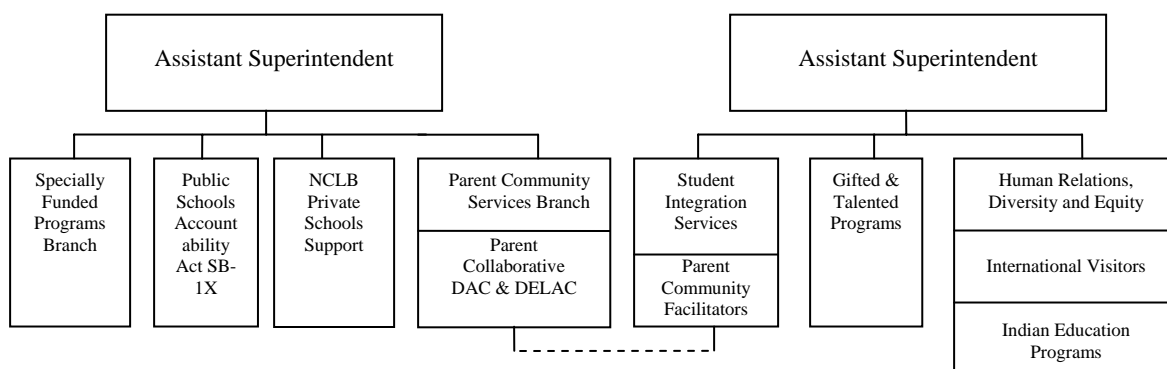 Assistant Superintendent
Assistant Superintendent
Specially
Funded
Programs
Branch
Public
Schools
Account
ability
Act SB-
1X
NCLB
Private
Schools
Support
Parent Community
Services Branch
Parent
Collaborative
DAC & DELAC
Student
Integration
Services
Parent
Community
Facilitators
Gifted &
Talented
Programs
Human Relations,
Diversity and Equity
International Visitors
Indian Education
Programs